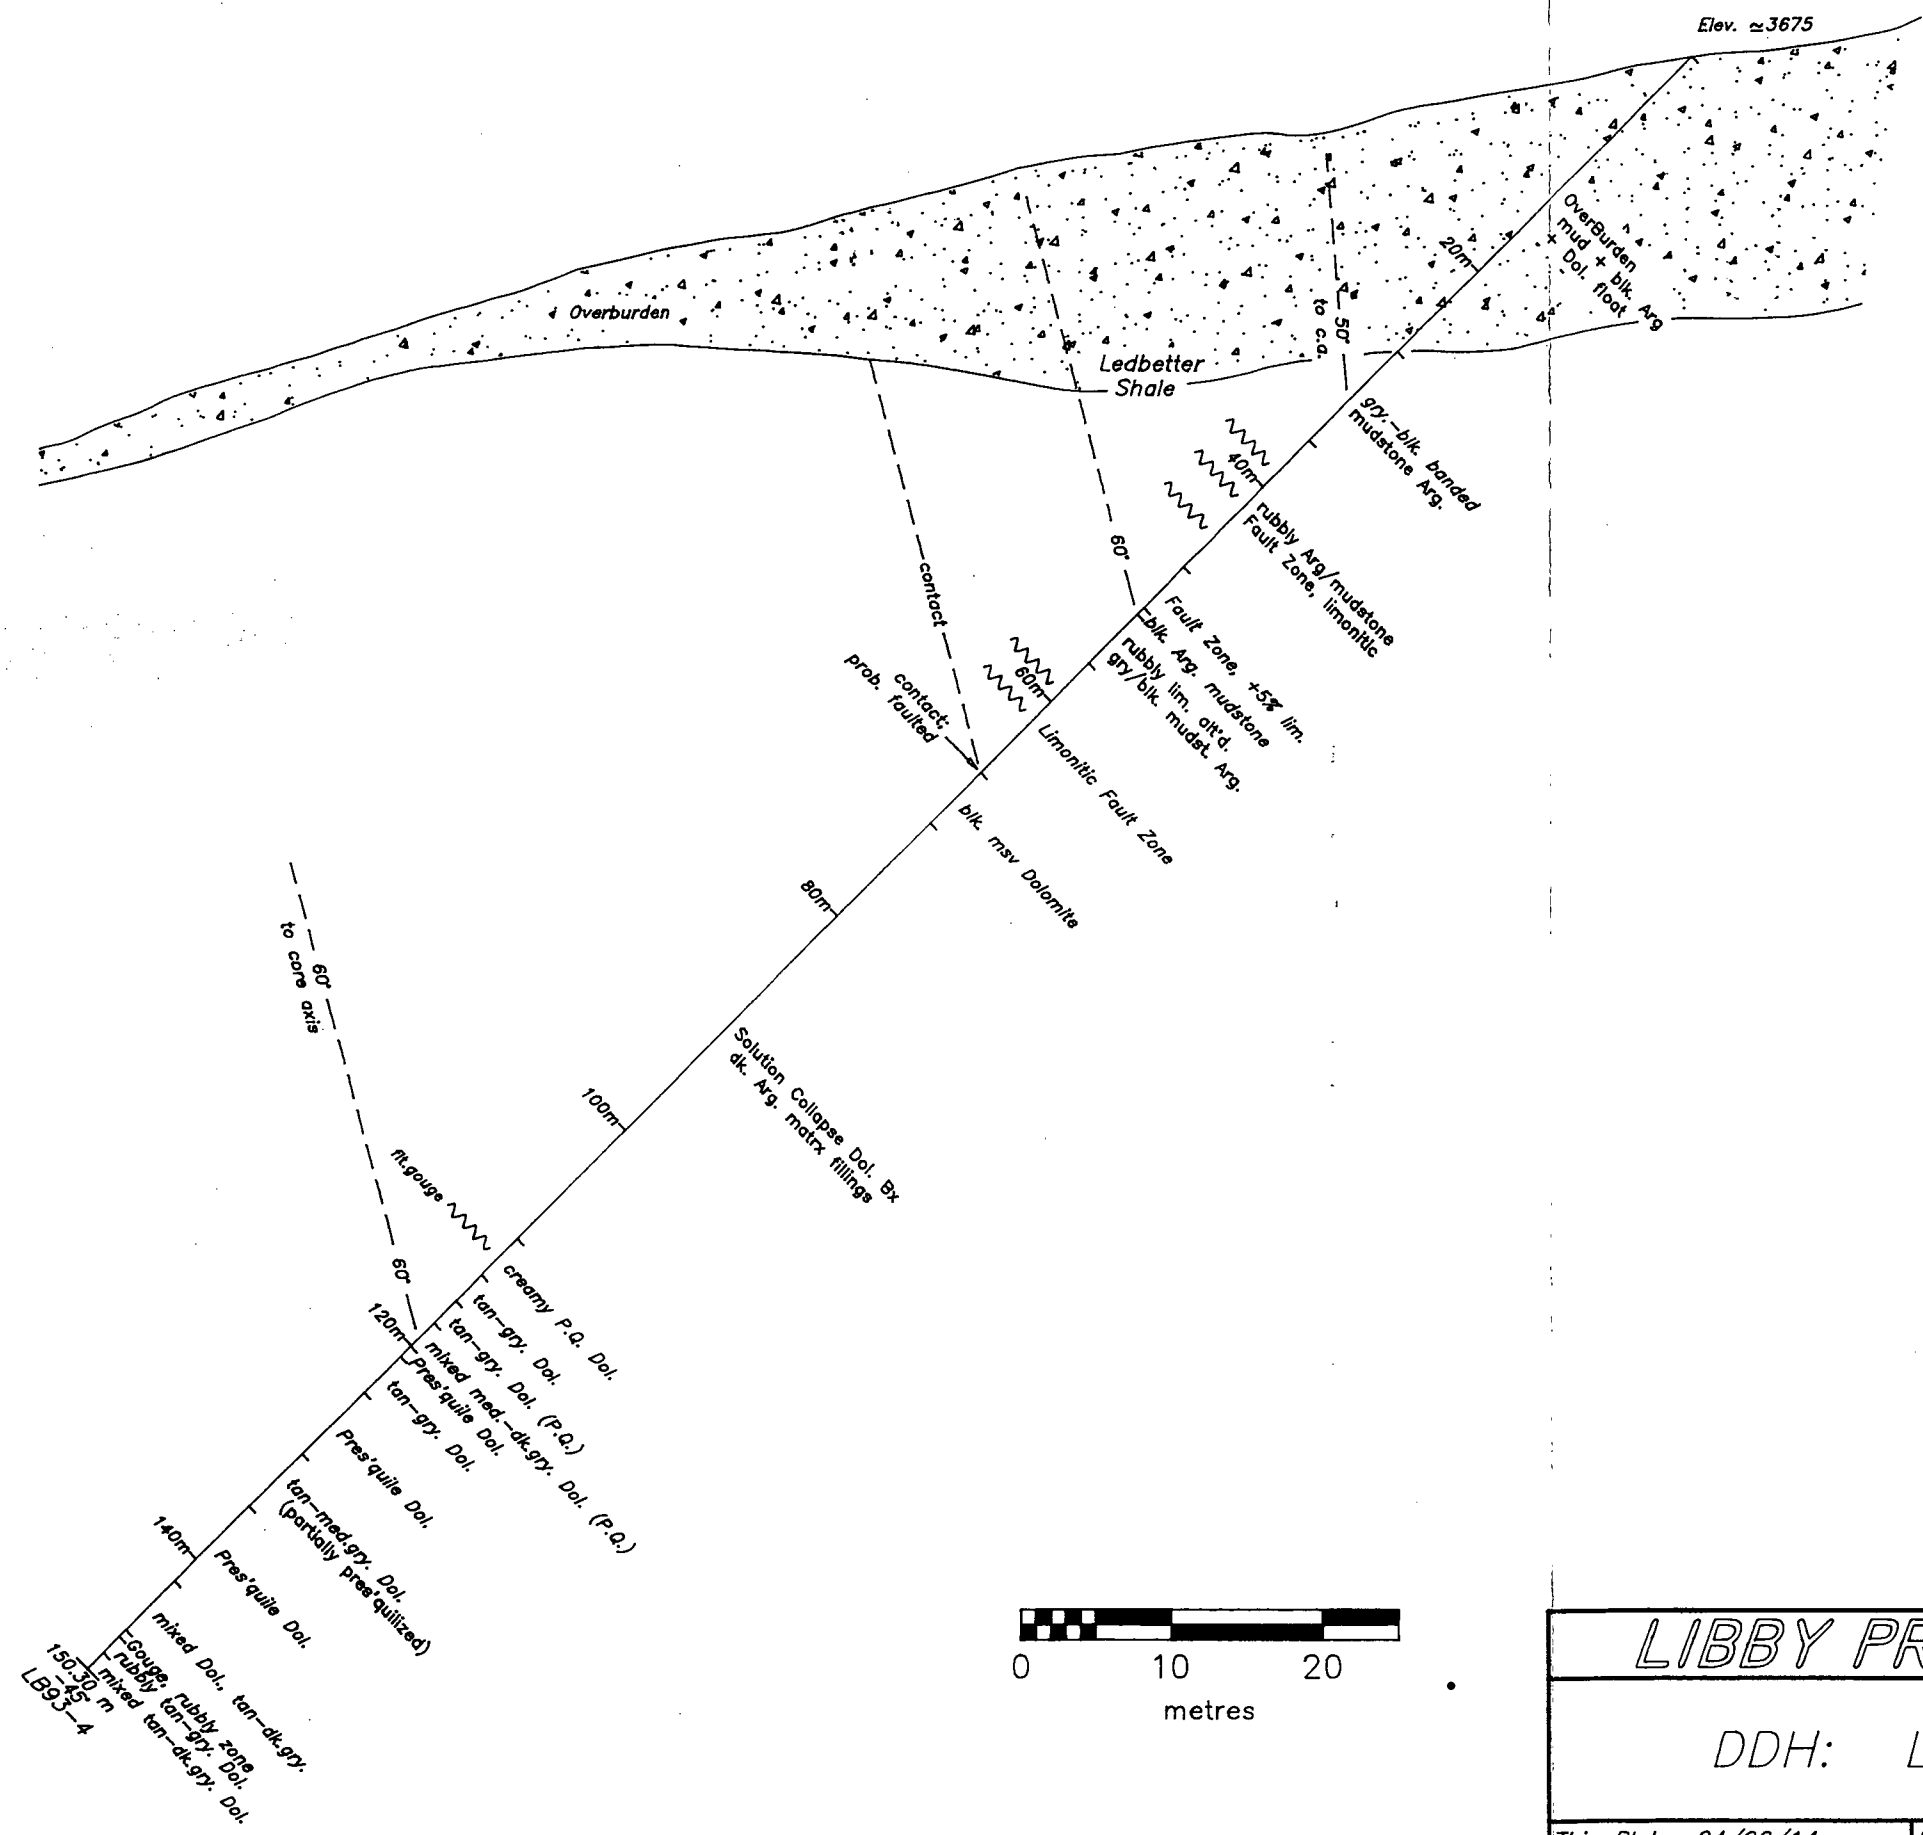 Elev. ≃3675
OverBurden
mud + blk. Arg
+ Dol. float
20m
Overburden
50°
to c.a.
Ledbetter
Shale
gry.-blk. banded
mudstone Arg.
40m
rubbly Arg/mudstone
Fault Zone, limonitic
60°
contact
Fault Zone, +5% lim.
blk. Arg. mudstone
rubbly lim. alt'd.
gry/blk. mudst. Arg.
60m
contact;
prob. faulted
Limonitic Fault Zone
blk. msv Dolomite
80m
60°
to core axis
Solution Collapse Dol. Bx
dk. Arg. matrx fillings
100m
flt.gouge
60°
creamy P.Q. Dol.
tan-gry. Dol.
tan-gry. Dol. (P.Q.)
120m
mixed med.-dk.gry. Dol. (P.Q.)
Pres'quile Dol.
tan-gry. Dol.
Pres'quile Dol.
tan-med.gry. Dol.
(partially pres'quilized)
140m
Pres'quile Dol.
mixed Dol., tan-dk.gry.
Gouge, rubbly zone
rubbly tan-gry. Dol.
mixed tan-dk.gry. Dol.
150.30 m
-45°
LB93-4
0 10 20
metres
LIBBY PR
DDH: L